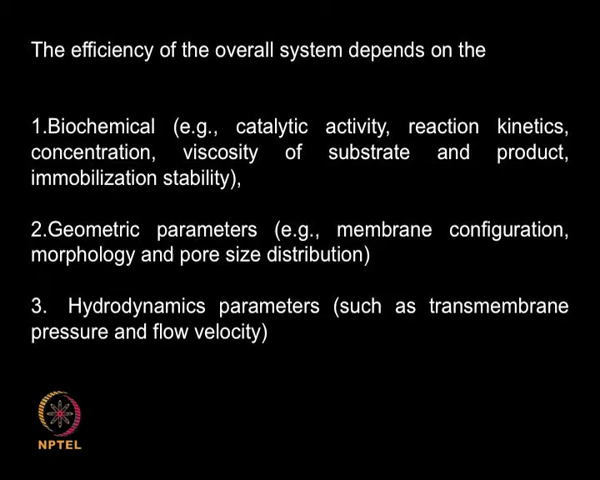 The efficiency of the overall system depends on the
1.Biochemical (e.g., catalytic activity, reaction kinetics,
concentration, viscosity of substrate and product,
immobilization stability),
2.Geometric parameters (e.g., membrane configuration,
morphology and pore size distribution)
3. Hydrodynamics parameters (such as transmembrane
pressure and flow velocity)
NPTEL